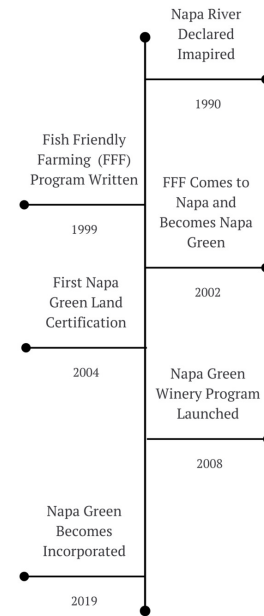 Napa River
Declared
Imapired
1990
Fish Friendly
Farming (FFF)
Program Written
1999
FFF Comes to
Napa and
Becomes Napa
Green
2002
First Napa
Green Land
Certification
2004
Napa Green
Winery Program
Launched
2008
Napa Green
Becomes
Incorporated
2019